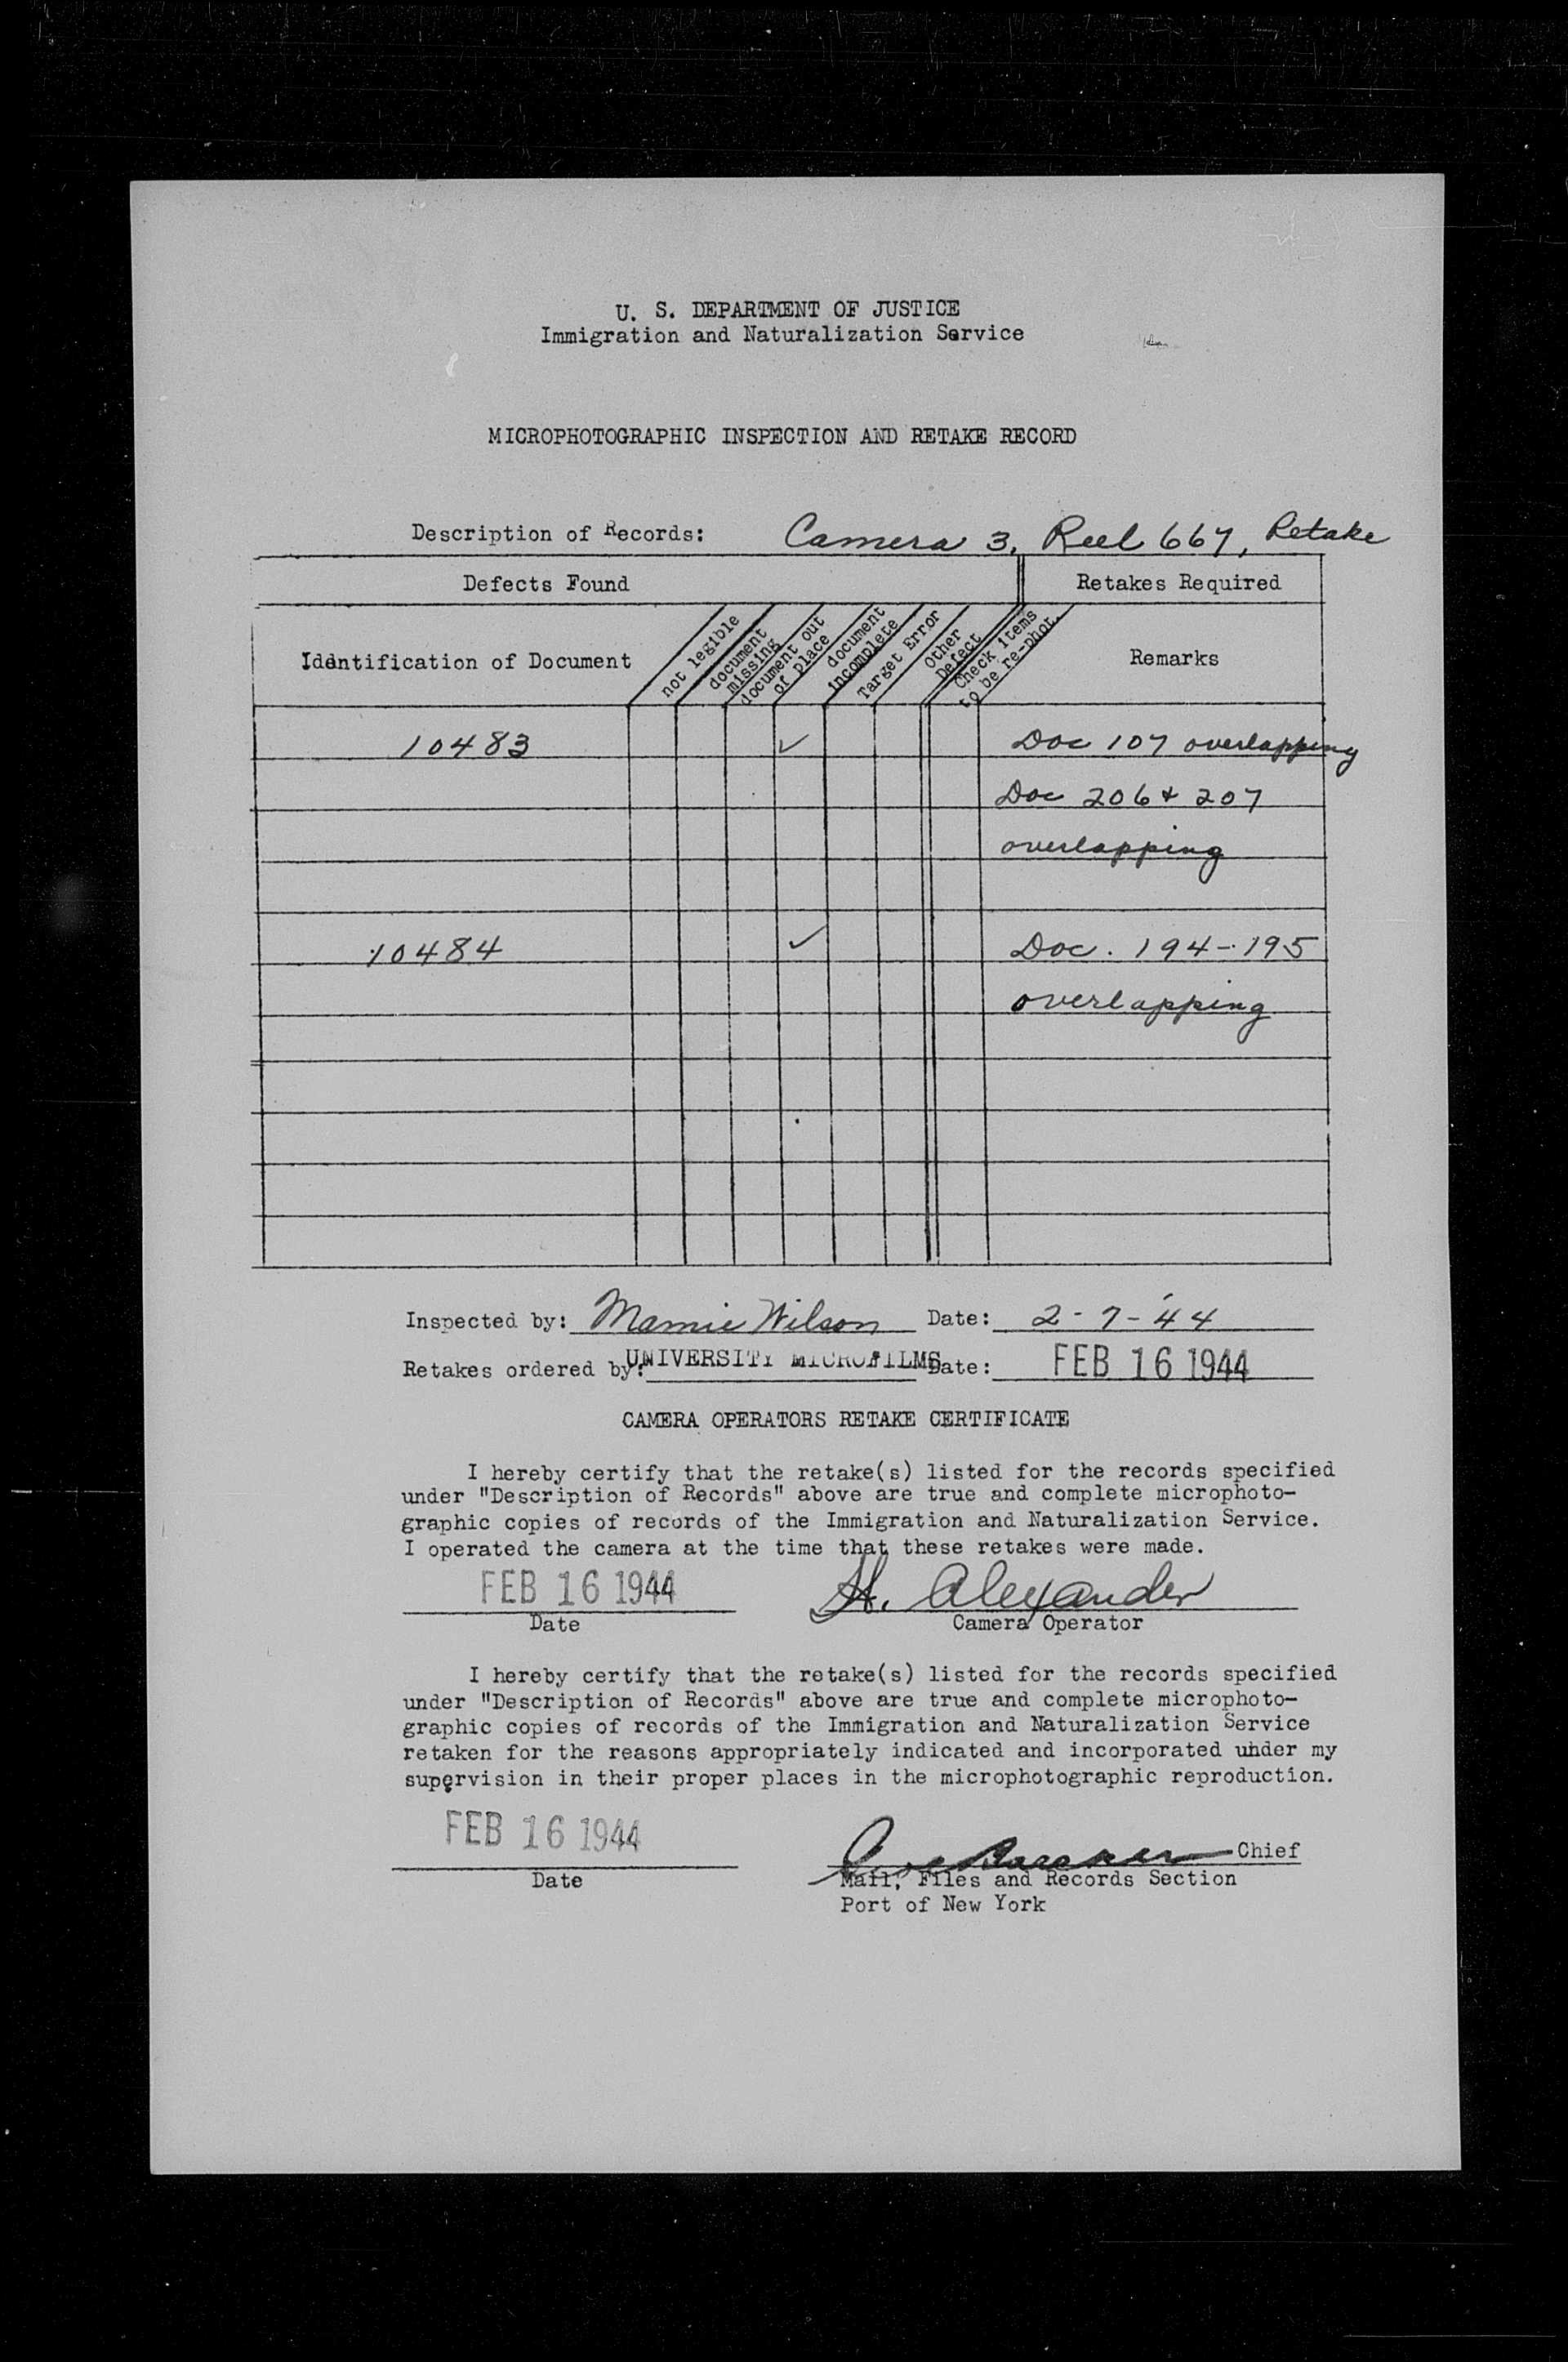 U. S. DEPARTMENT OF JUSTICE
Immigration and Naturalization Service
MICROPHOTOGRAPHIC INSPECTION AND RETAKE RECORD
Description of Records: Camera 3, Reel 667, Retake
Defects Found
Retakes Required
Identification of Document
not legible
document missing
document out of place
document incomplete
Target Error
Other Defect
Check items to be re-phot.
Remarks
10483 ✓ Doc 107 overlapping
Doc 206 & 207
overlapping
10484 ✓ Doc. 194-195
overlapping
Inspected by: Mamie Wilson Date: 2-7-'44
Retakes ordered by: UNIVERSITY MICROFILMS Date: FEB 16 1944
CAMERA OPERATORS RETAKE CERTIFICATE
I hereby certify that the retake(s) listed for the records specified
under "Description of Records" above are true and complete microphoto-
graphic copies of records of the Immigration and Naturalization Service.
I operated the camera at the time that these retakes were made.
FEB 16 1944 H. Alexander
Date Camera Operator
I hereby certify that the retake(s) listed for the records specified
under "Description of Records" above are true and complete microphoto-
graphic copies of records of the Immigration and Naturalization Service
retaken for the reasons appropriately indicated and incorporated under my
supervision in their proper places in the microphotographic reproduction.
FEB 16 1944 Chief
Date Mail, Files and Records Section
Port of New York